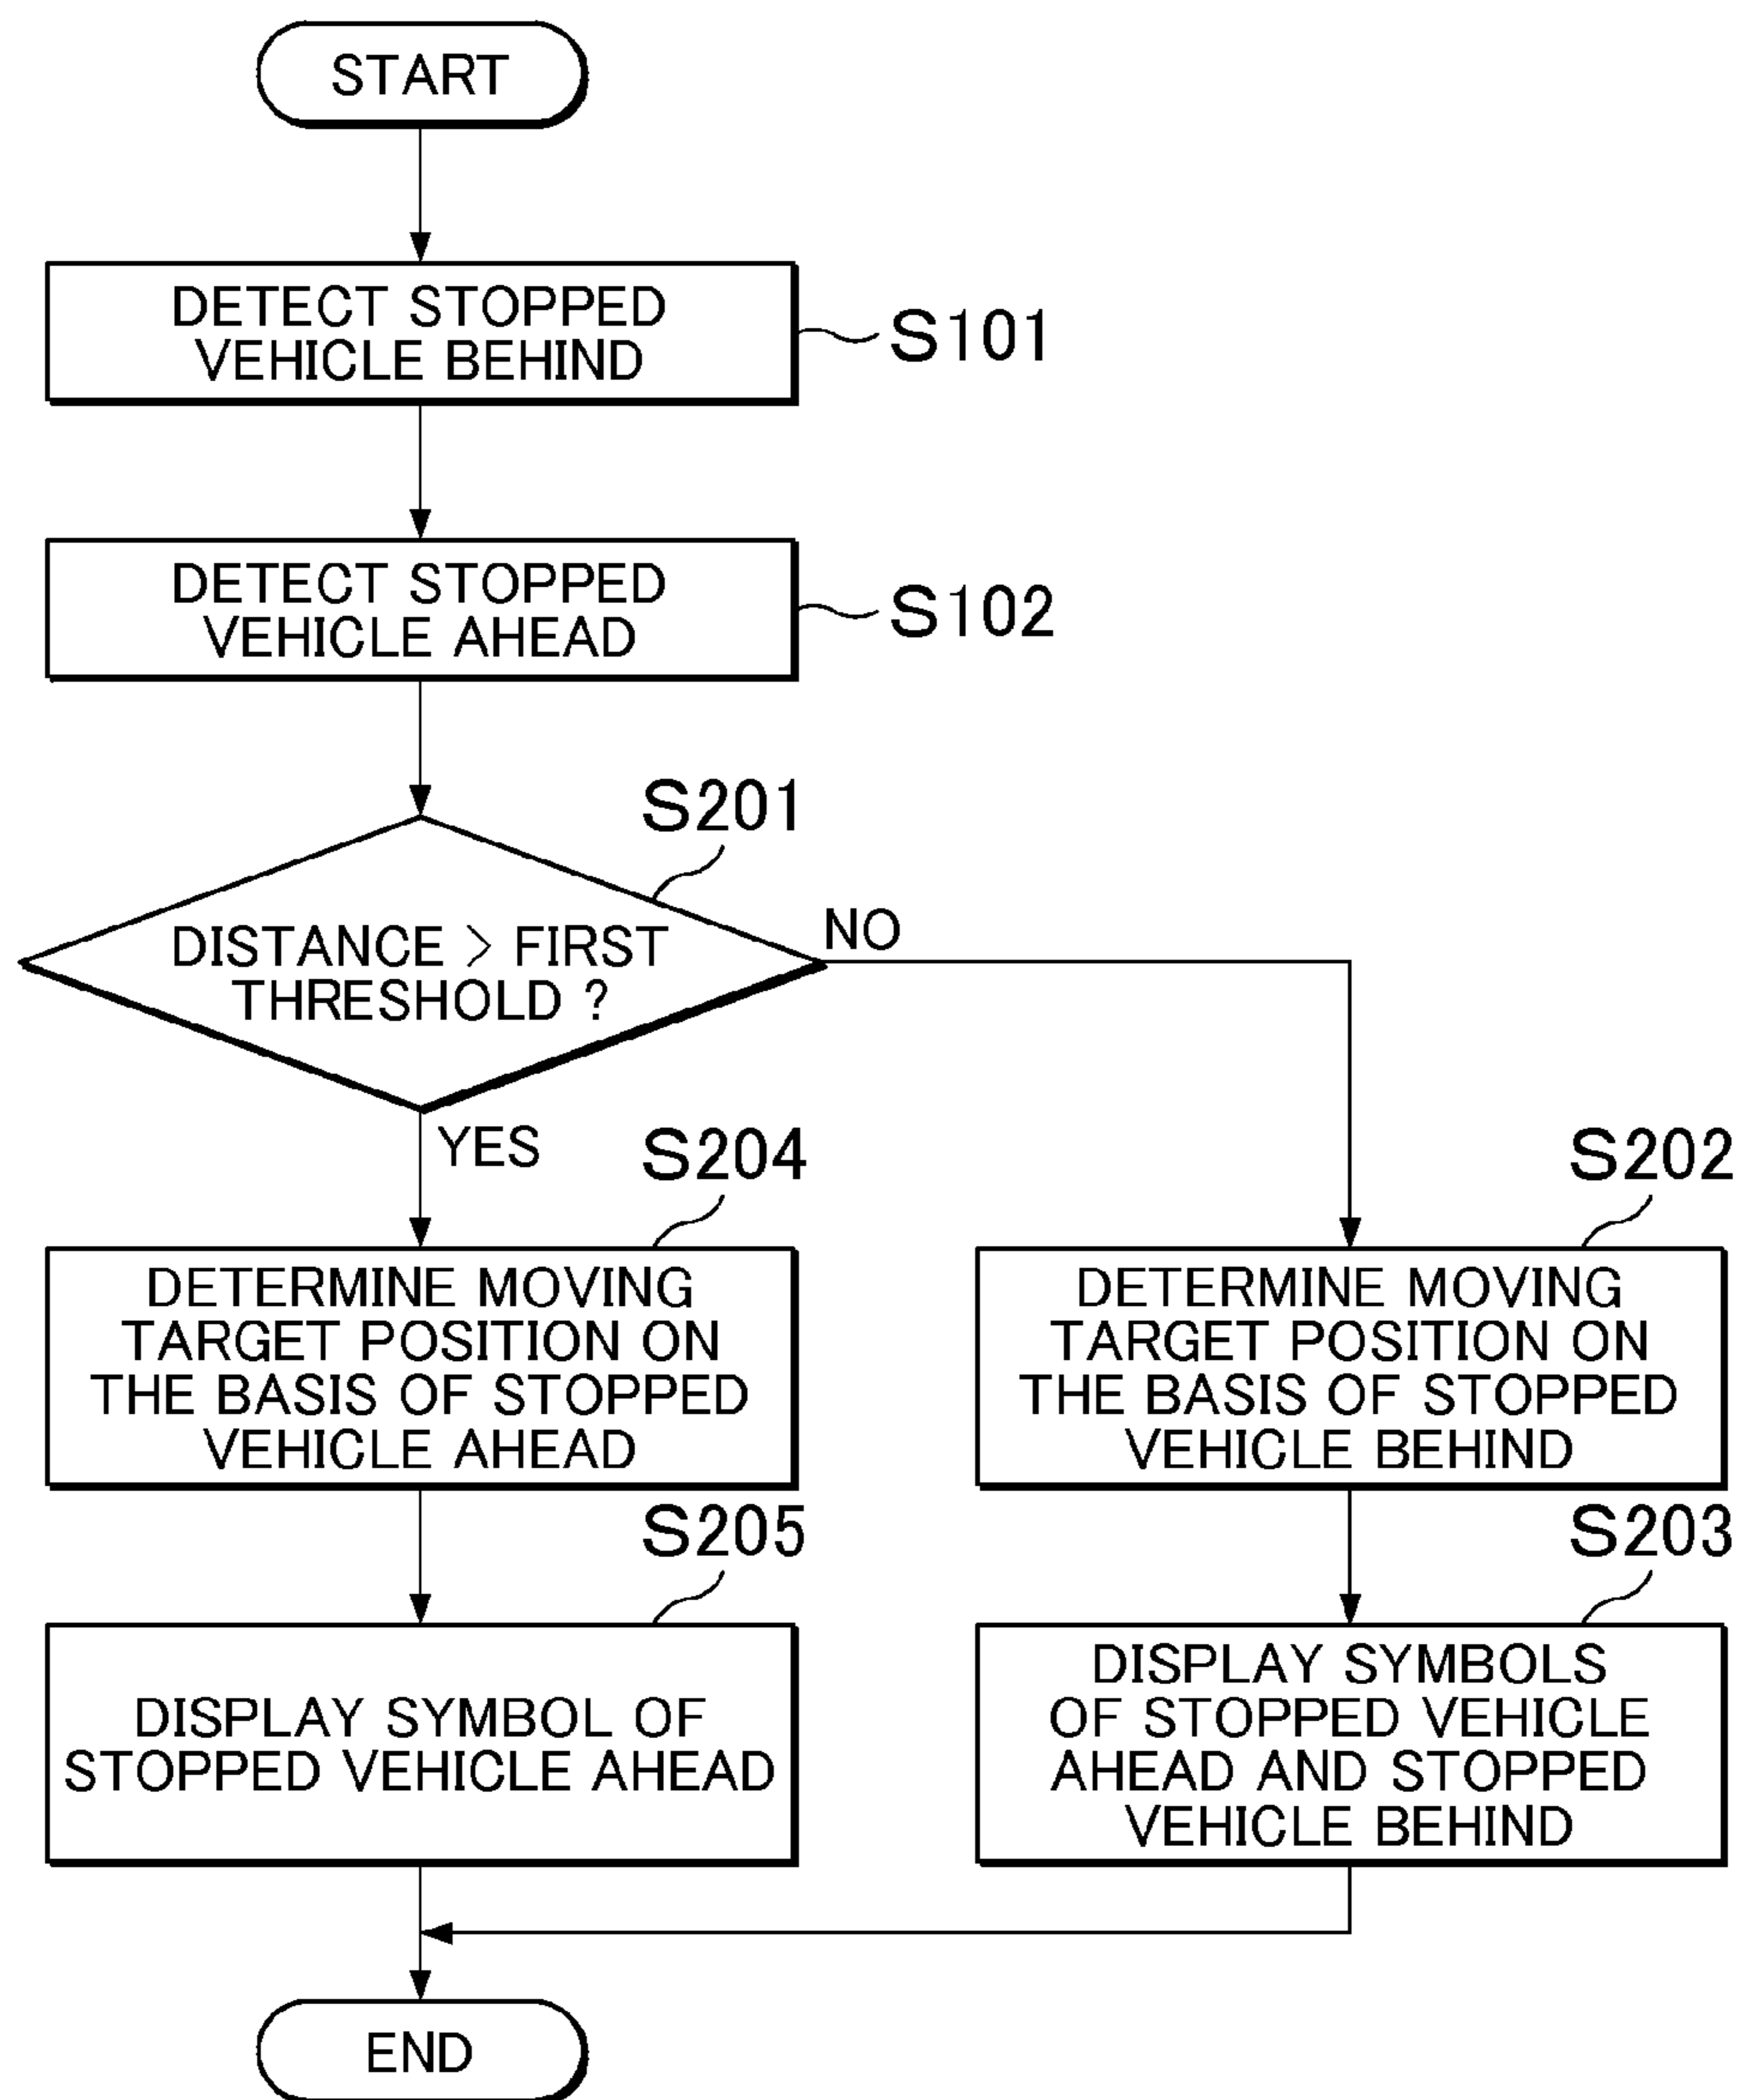 START
DETECT STOPPED
VEHICLE BEHIND
S101
DETECT STOPPED
VEHICLE AHEAD
S102
S201
DISTANCE > FIRST
THRESHOLD ?
NO
YES
S204
DETERMINE MOVING
TARGET POSITION ON
THE BASIS OF STOPPED
VEHICLE AHEAD
S202
DETERMINE MOVING
TARGET POSITION ON
THE BASIS OF STOPPED
VEHICLE BEHIND
S205
DISPLAY SYMBOL OF
STOPPED VEHICLE AHEAD
S203
DISPLAY SYMBOLS
OF STOPPED VEHICLE
AHEAD AND STOPPED
VEHICLE BEHIND
END